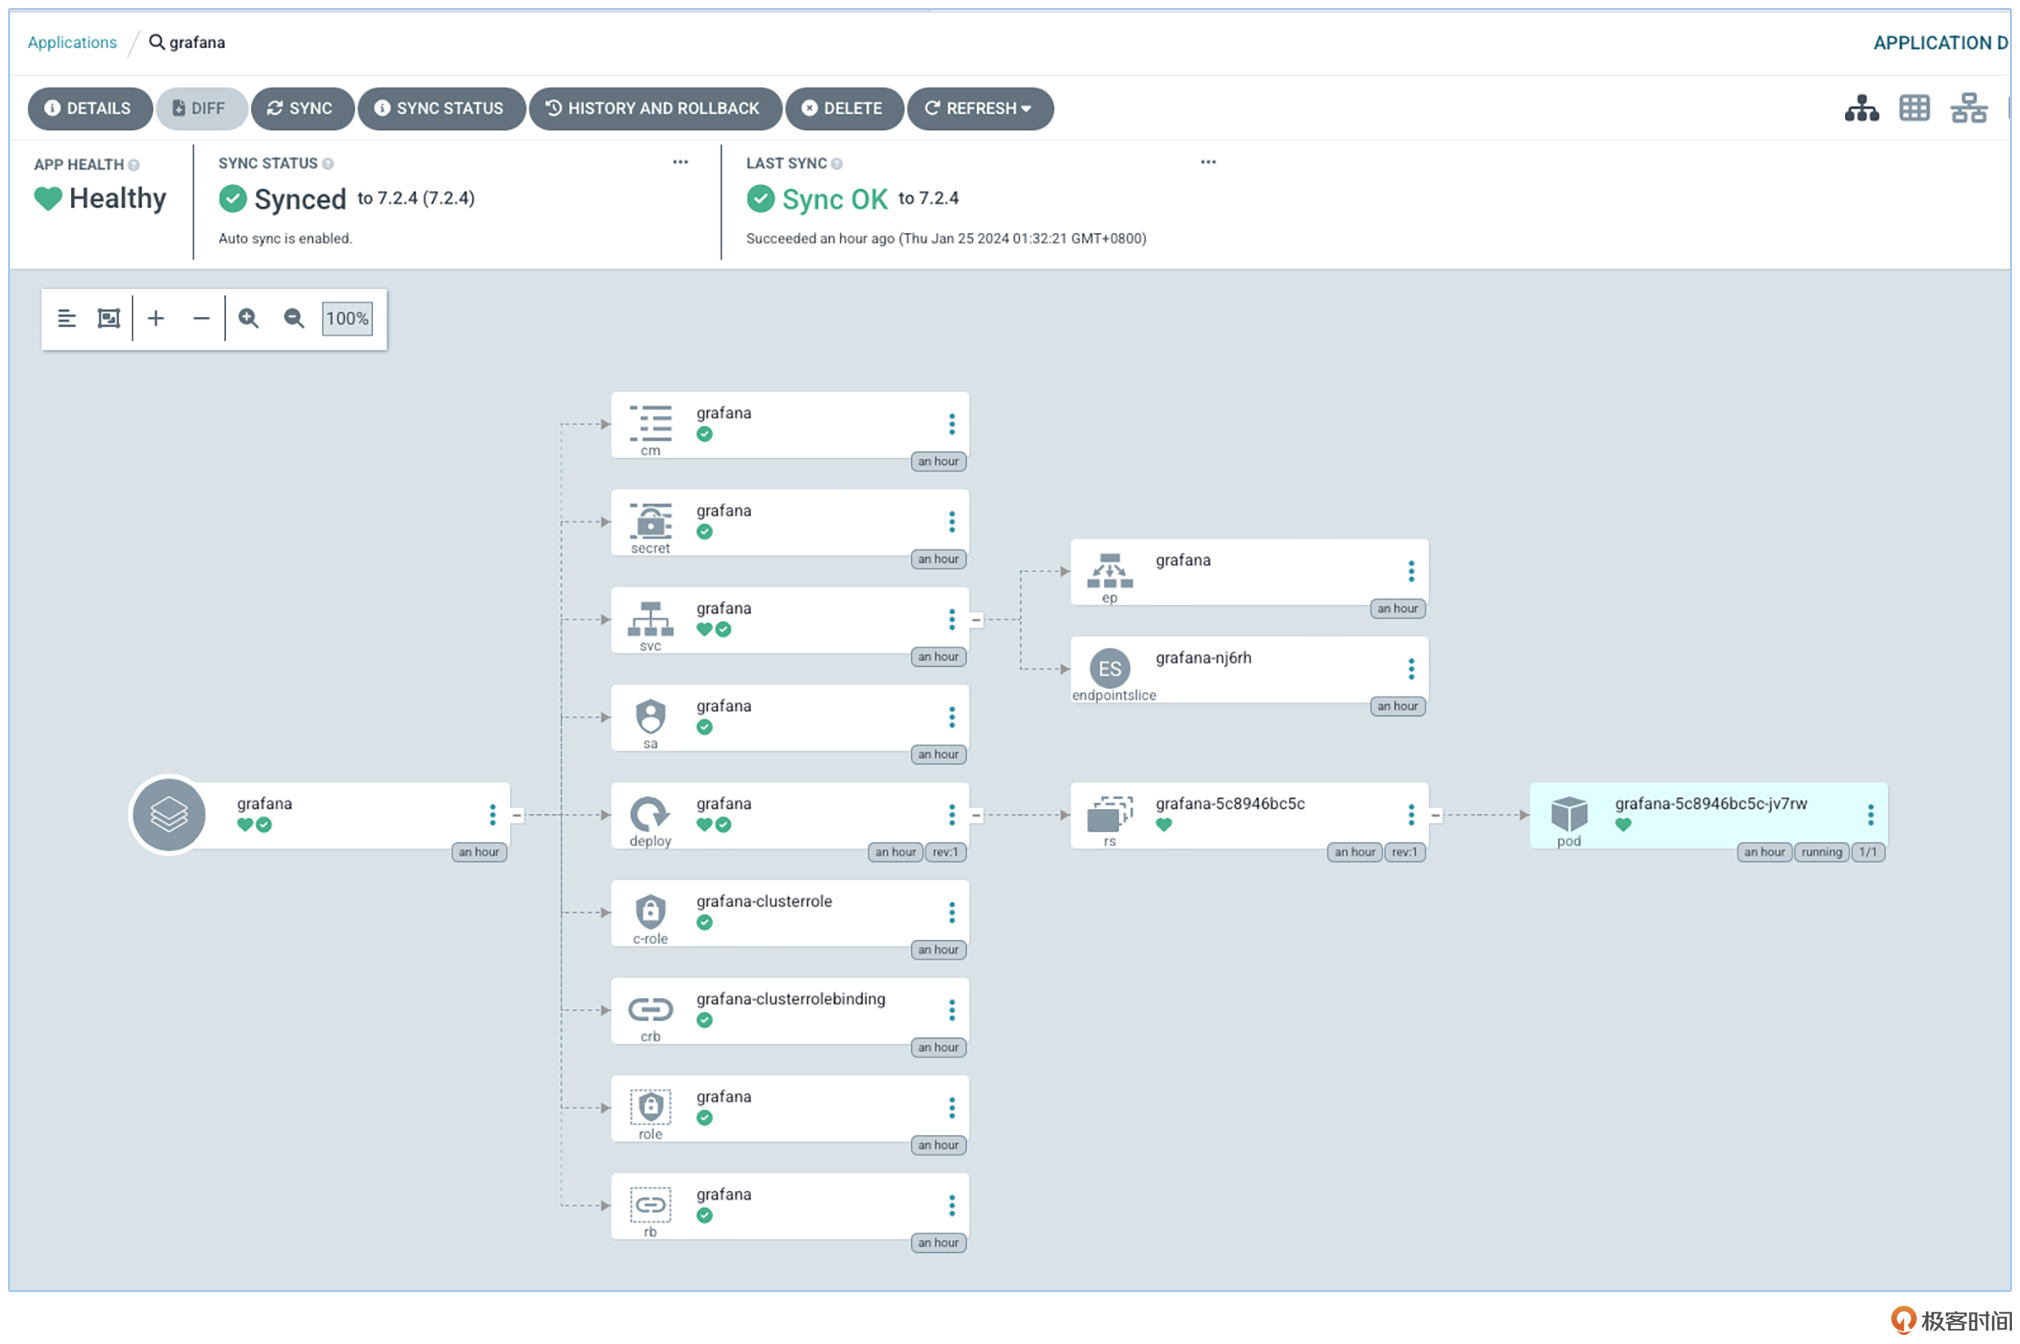 Applications / grafana
APPLICATION D
DETAILS DIFF SYNC SYNC STATUS HISTORY AND ROLLBACK DELETE REFRESH
APP HEALTH
Healthy
SYNC STATUS
Synced to 7.2.4 (7.2.4)
Auto sync is enabled.
LAST SYNC
Sync OK to 7.2.4
Succeeded an hour ago (Thu Jan 25 2024 01:32:21 GMT+0800)
100%
grafana
cm
an hour
grafana
secret
an hour
grafana
svc
an hour
grafana
ep
an hour
ES
grafana-nj6rh
endpointslice
an hour
grafana
sa
an hour
grafana
an hour
grafana
deploy
an hour rev:1
grafana-5c8946bc5c
rs
an hour rev:1
grafana-5c8946bc5c-jv7rw
pod
an hour running 1/1
grafana-clusterrole
c-role
an hour
grafana-clusterrolebinding
crb
an hour
grafana
role
an hour
grafana
rb
an hour
极客时间